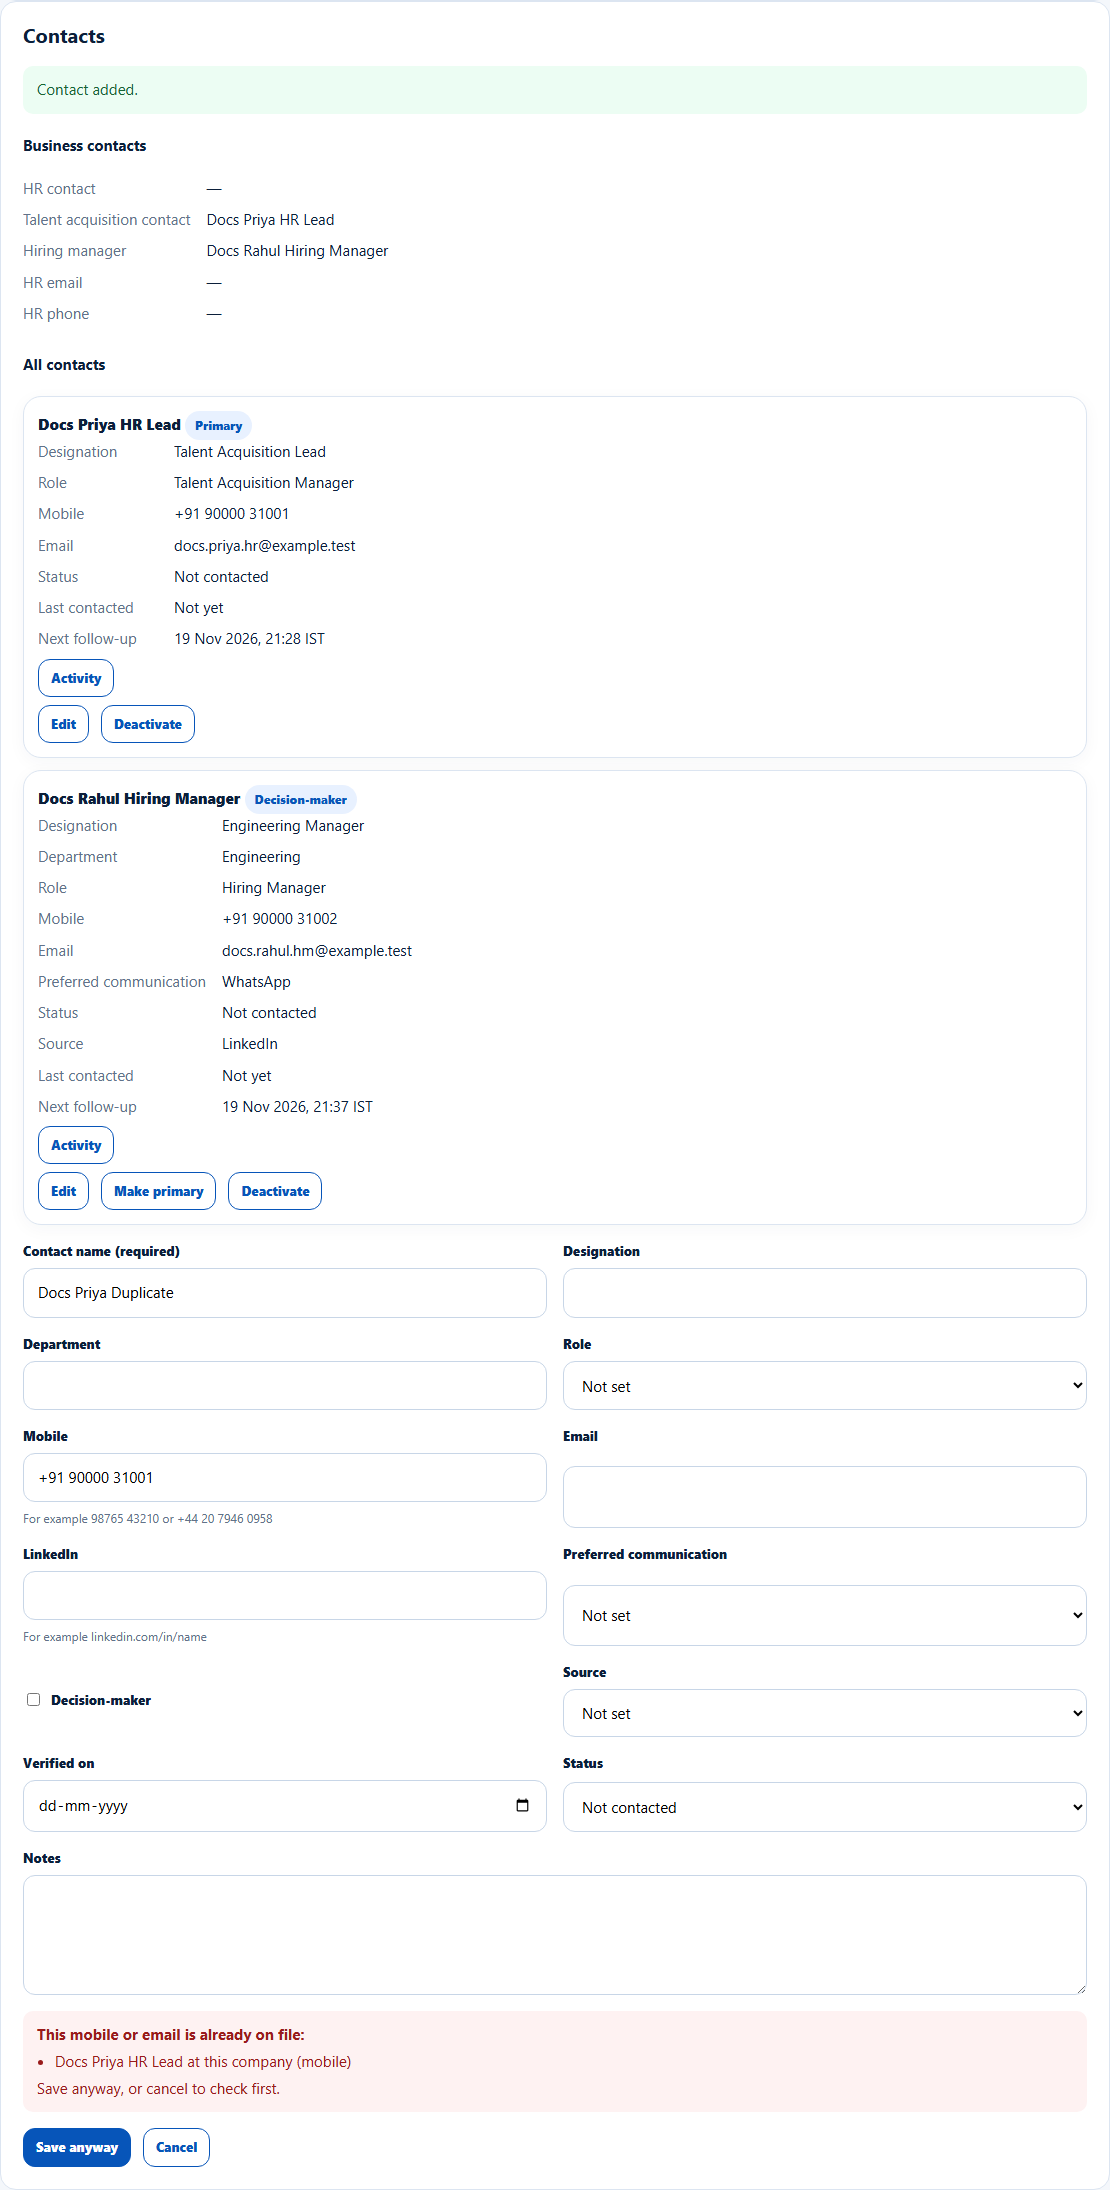 Contacts
Contact added.
Business contacts
HR contact —
Talent acquisition contact Docs Priya HR Lead
Hiring manager Docs Rahul Hiring Manager
HR email —
HR phone —
All contacts
Docs Priya HR Lead Primary
Designation Talent Acquisition Lead
Role Talent Acquisition Manager
Mobile +91 90000 31001
Email docs.priya.hr@example.test
Status Not contacted
Last contacted Not yet
Next follow-up 19 Nov 2026, 21:28 IST
Activity
Edit Deactivate
Docs Rahul Hiring Manager Decision-maker
Designation Engineering Manager
Department Engineering
Role Hiring Manager
Mobile +91 90000 31002
Email docs.rahul.hm@example.test
Preferred communication WhatsApp
Status Not contacted
Source LinkedIn
Last contacted Not yet
Next follow-up 19 Nov 2026, 21:37 IST
Activity
Edit Make primary Deactivate
Contact name (required) Designation
Docs Priya Duplicate
Department Role
Not set
Mobile Email
+91 90000 31001
For example 98765 43210 or +44 20 7946 0958
LinkedIn Preferred communication
Not set
For example linkedin.com/in/name
Source
Decision-maker
Not set
Verified on Status
dd-mm-yyyy Not contacted
Notes
This mobile or email is already on file:
• Docs Priya HR Lead at this company (mobile)
Save anyway, or cancel to check first.
Save anyway Cancel